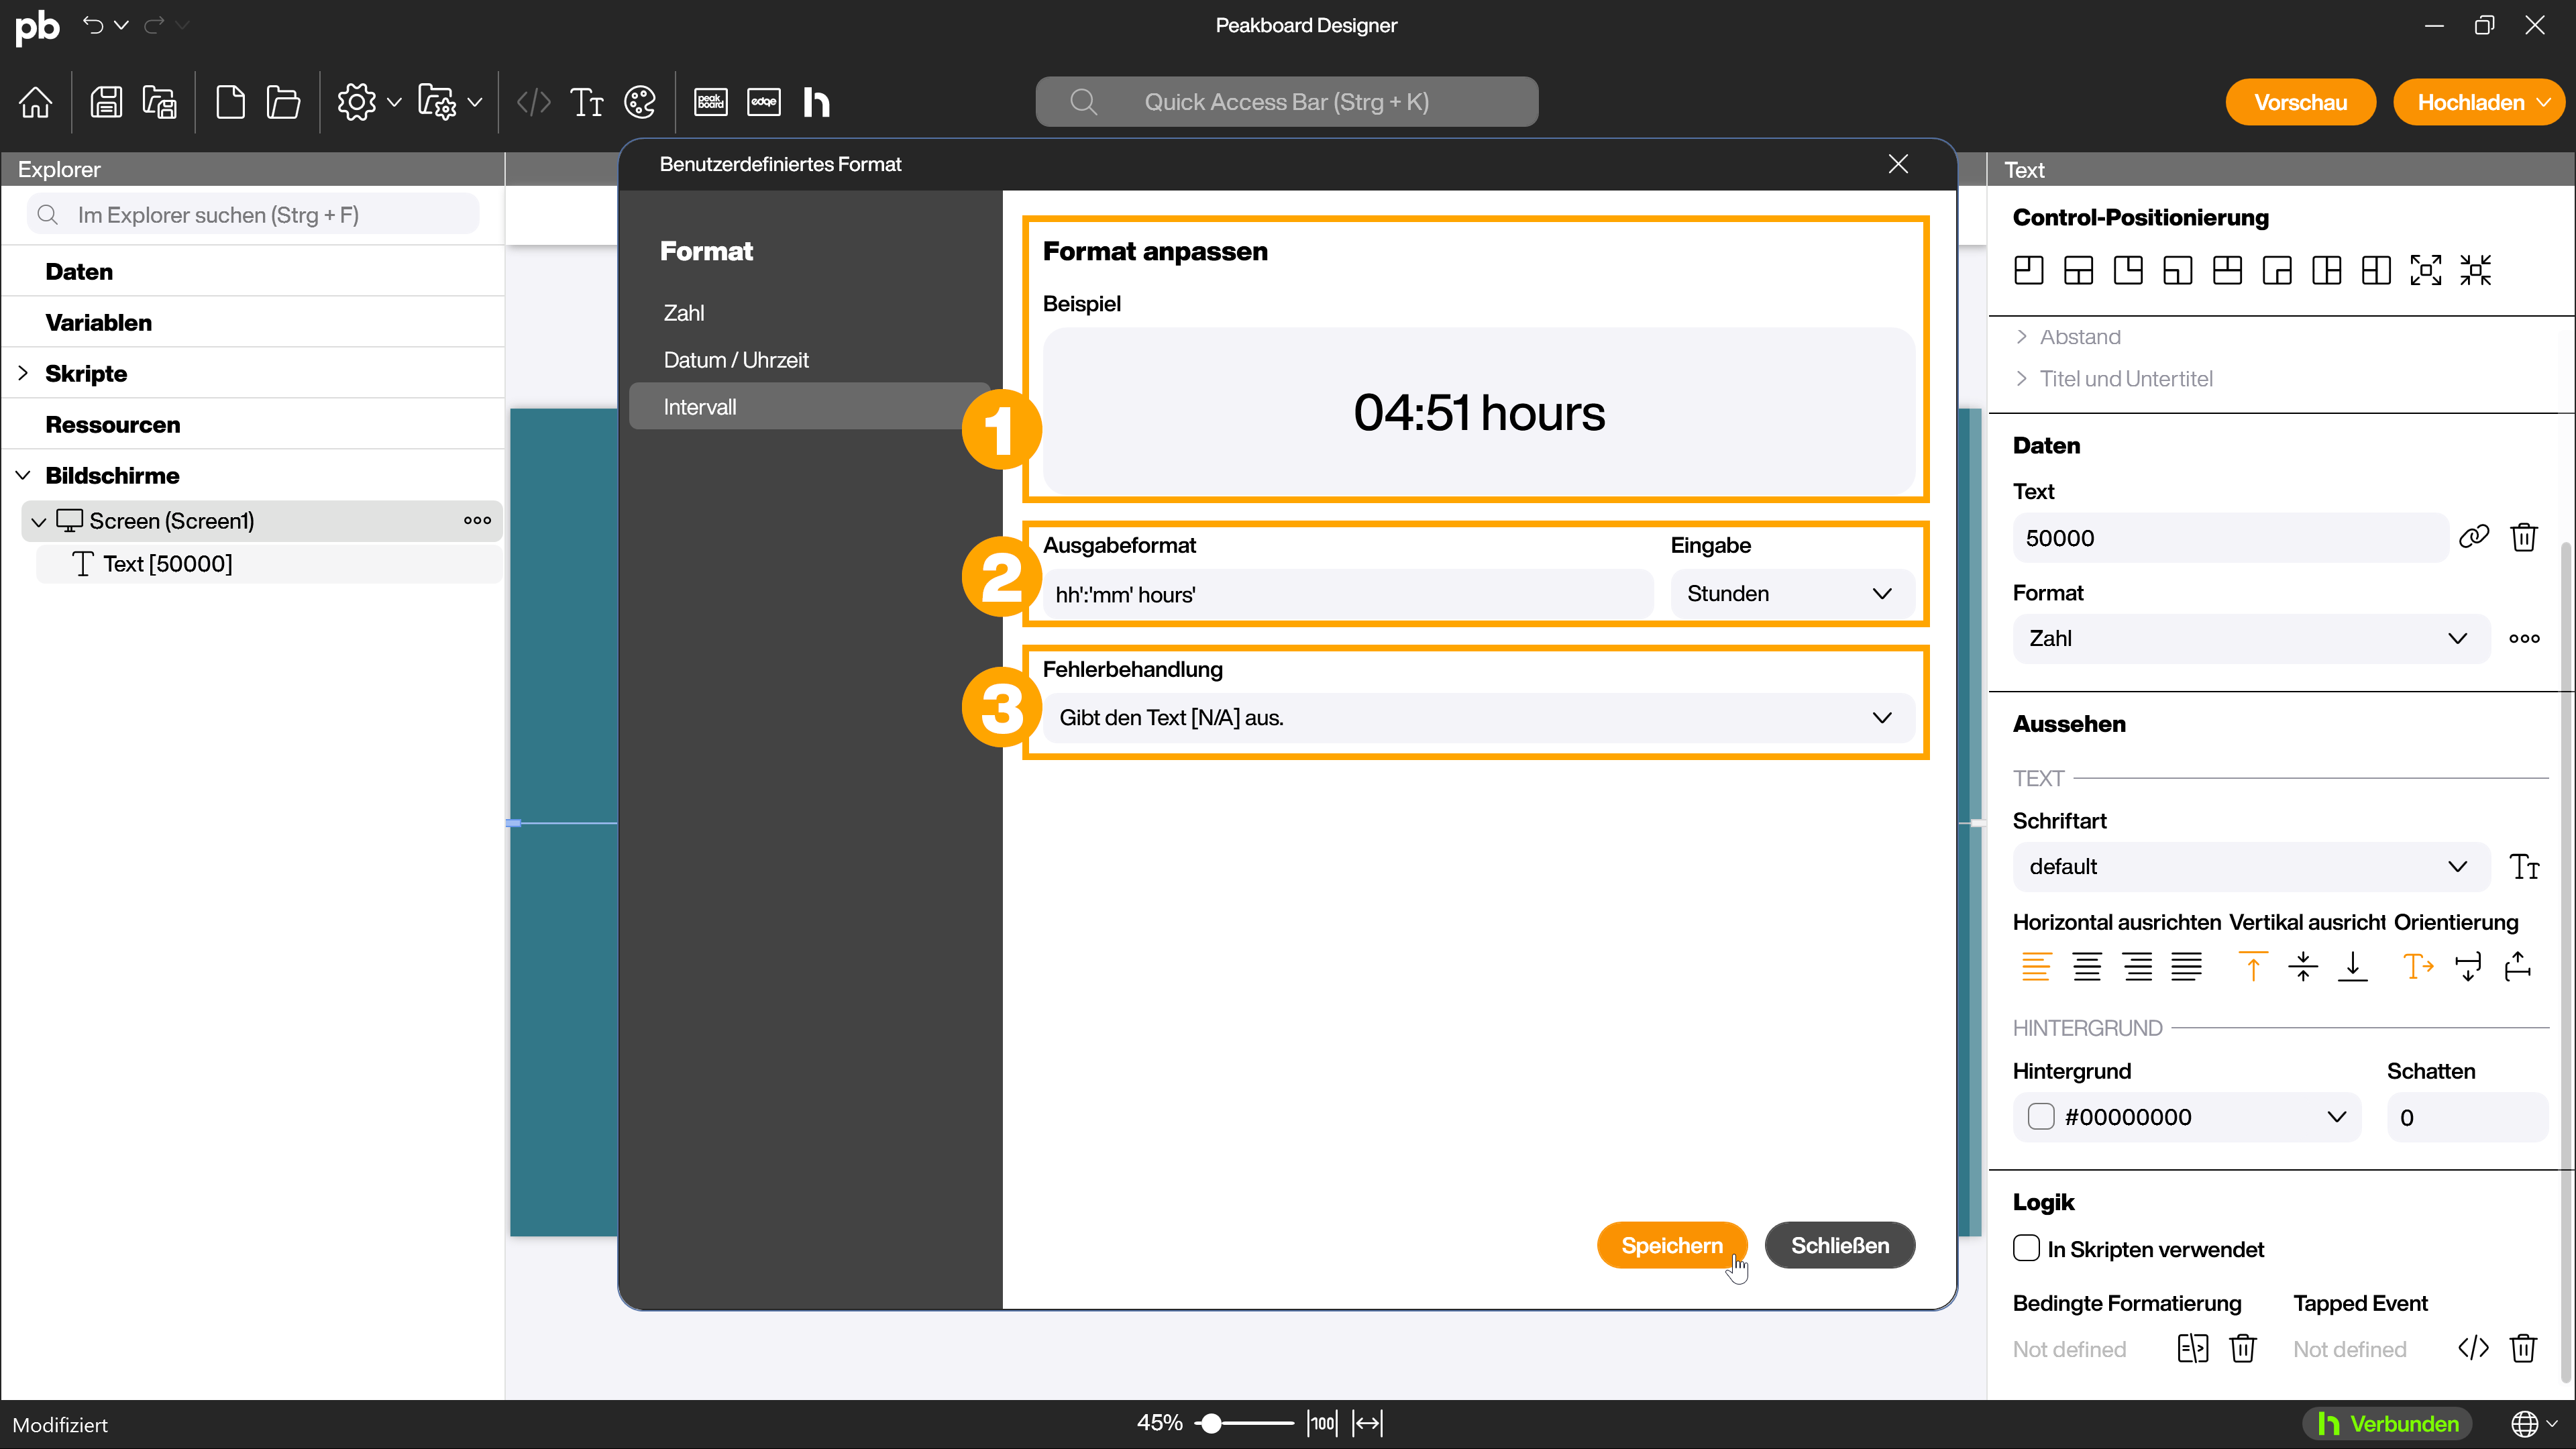 pb
Peakboard Designer
peak board
edge
h
Quick Access Bar (Strg + K)
Vorschau
Hochladen
Explorer
Im Explorer suchen (Strg + F)
Daten
Variablen
Skripte
Ressourcen
Bildschirme
Screen (Screen1)
Text [50000]
Benutzerdefiniertes Format
Format
Zahl
Datum / Uhrzeit
Intervall
1
Format anpassen
Beispiel
04:51 hours
2
Ausgabeformat
Eingabe
hh':'mm' hours'
Stunden
3
Fehlerbehandlung
Gibt den Text [N/A] aus.
Speichern
Schließen
Text
Control-Positionierung
Abstand
Titel und Untertitel
Daten
Text
50000
Format
Zahl
Aussehen
TEXT
Schriftart
default
Horizontal ausrichten Vertikal ausricht Orientierung
HINTERGRUND
Hintergrund
Schatten
#00000000
0
Logik
In Skripten verwendet
Bedingte Formatierung
Tapped Event
Not defined
Not defined
Modifiziert
45%
100
h Verbunden